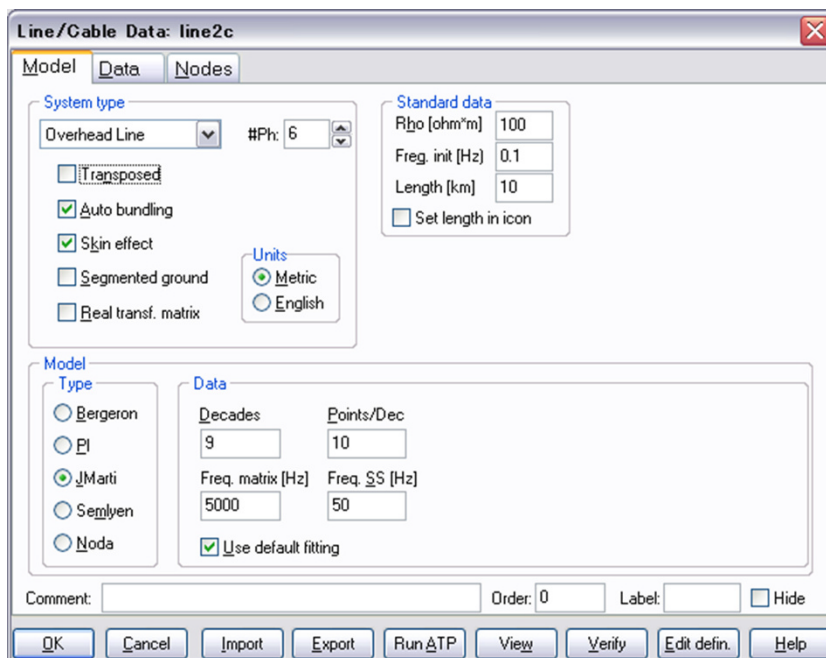 Line/Cable Data: line2c
Model Data Nodes
System type
Overhead Line #Ph: 6
Transposed
Auto bundling
Skin effect
Segmented ground
Real transf. matrix
Units
Metric
English
Standard data
Rho [ohm*m] 100
Freq. init [Hz] 0.1
Length [km] 10
Set length in icon
Model
Type
Bergeron
PI
JMarti
Semlyen
Noda
Data
Decades Points/Dec
9 10
Freq. matrix [Hz] Freq. SS [Hz]
5000 50
Use default fitting
Comment: Order: 0 Label: Hide
OK Cancel Import Export Run ATP View Verify Edit defin. Help